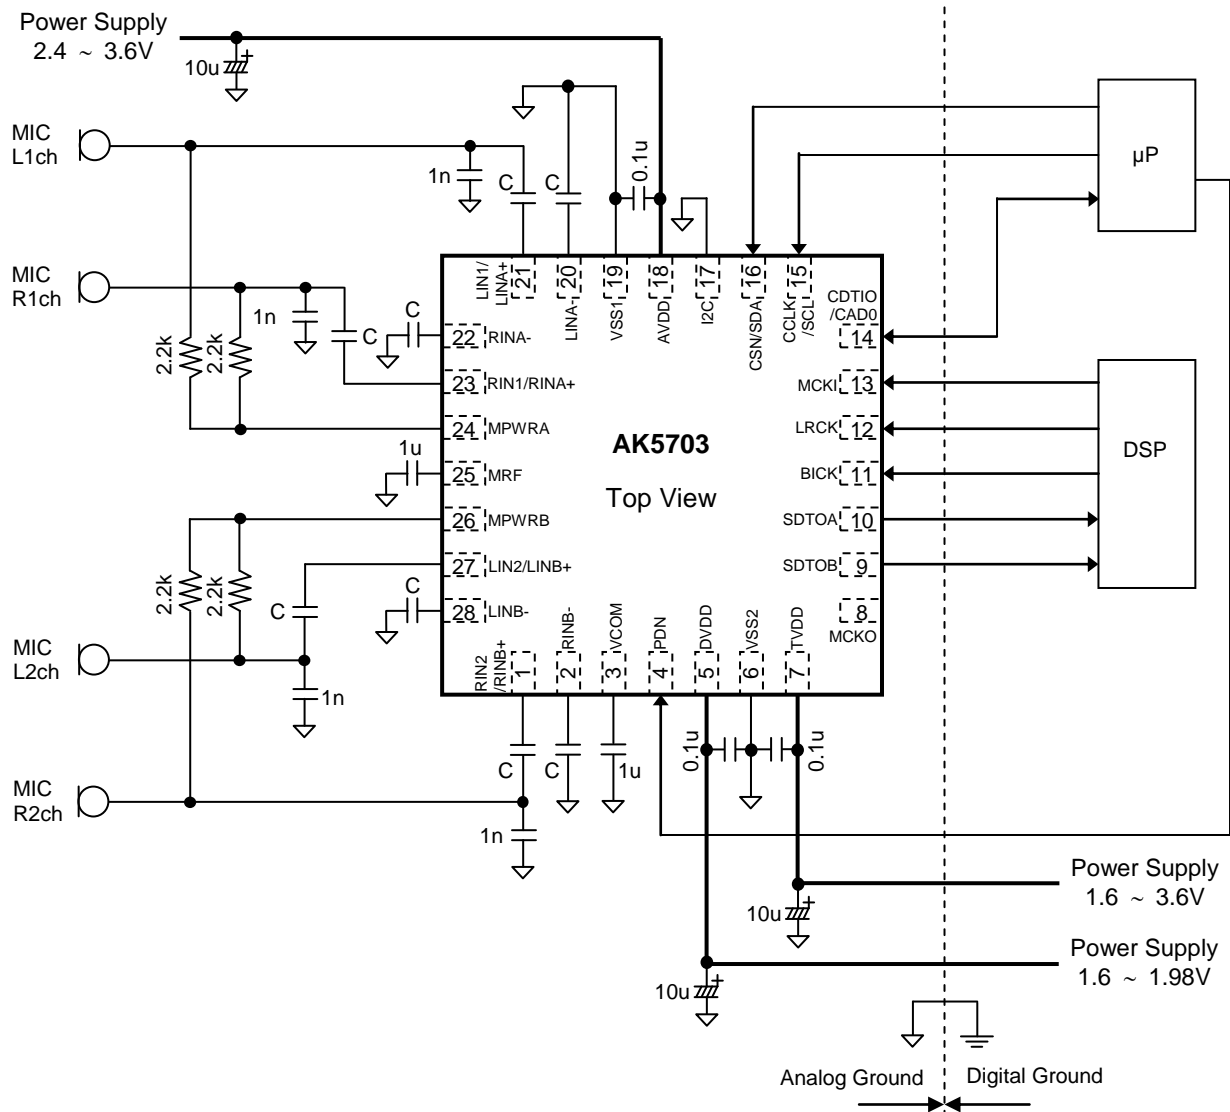 Power Supply
2.4 ~ 3.6V
10u
+
MIC
L1ch
1n
C
C
0.1u
µP
MIC
R1ch
1n
C
C
2.2k
2.2k
LIN1/
LINA+
21
20
LINA-
19
VSS1
18
AVDD
17
I2C
16
CSN/SDA
15
CCLK
/SCL
CDTIO
/CAD0
14
22 RINA-
23 RIN1/RINA+
24 MPWRA
1u
25 MRF
26 MPWRB
27 LIN2/LINB+
C
28 LINB-
AK5703
Top View
MCKI 13
LRCK 12
BICK 11
SDTOA 10
SDTOB 9
8
MCKO
DSP
2.2k
2.2k
C
MIC
L2ch
1n
RIN2
/RINB+
1
RINB-
2
VCOM
3
PDN
4
DVDD
5
VSS2
6
TVDD
7
C
C
1u
0.1u
0.1u
MIC
R2ch
1n
Power Supply
1.6 ~ 3.6V
10u
+
Power Supply
1.6 ~ 1.98V
10u
+
Analog Ground
Digital Ground